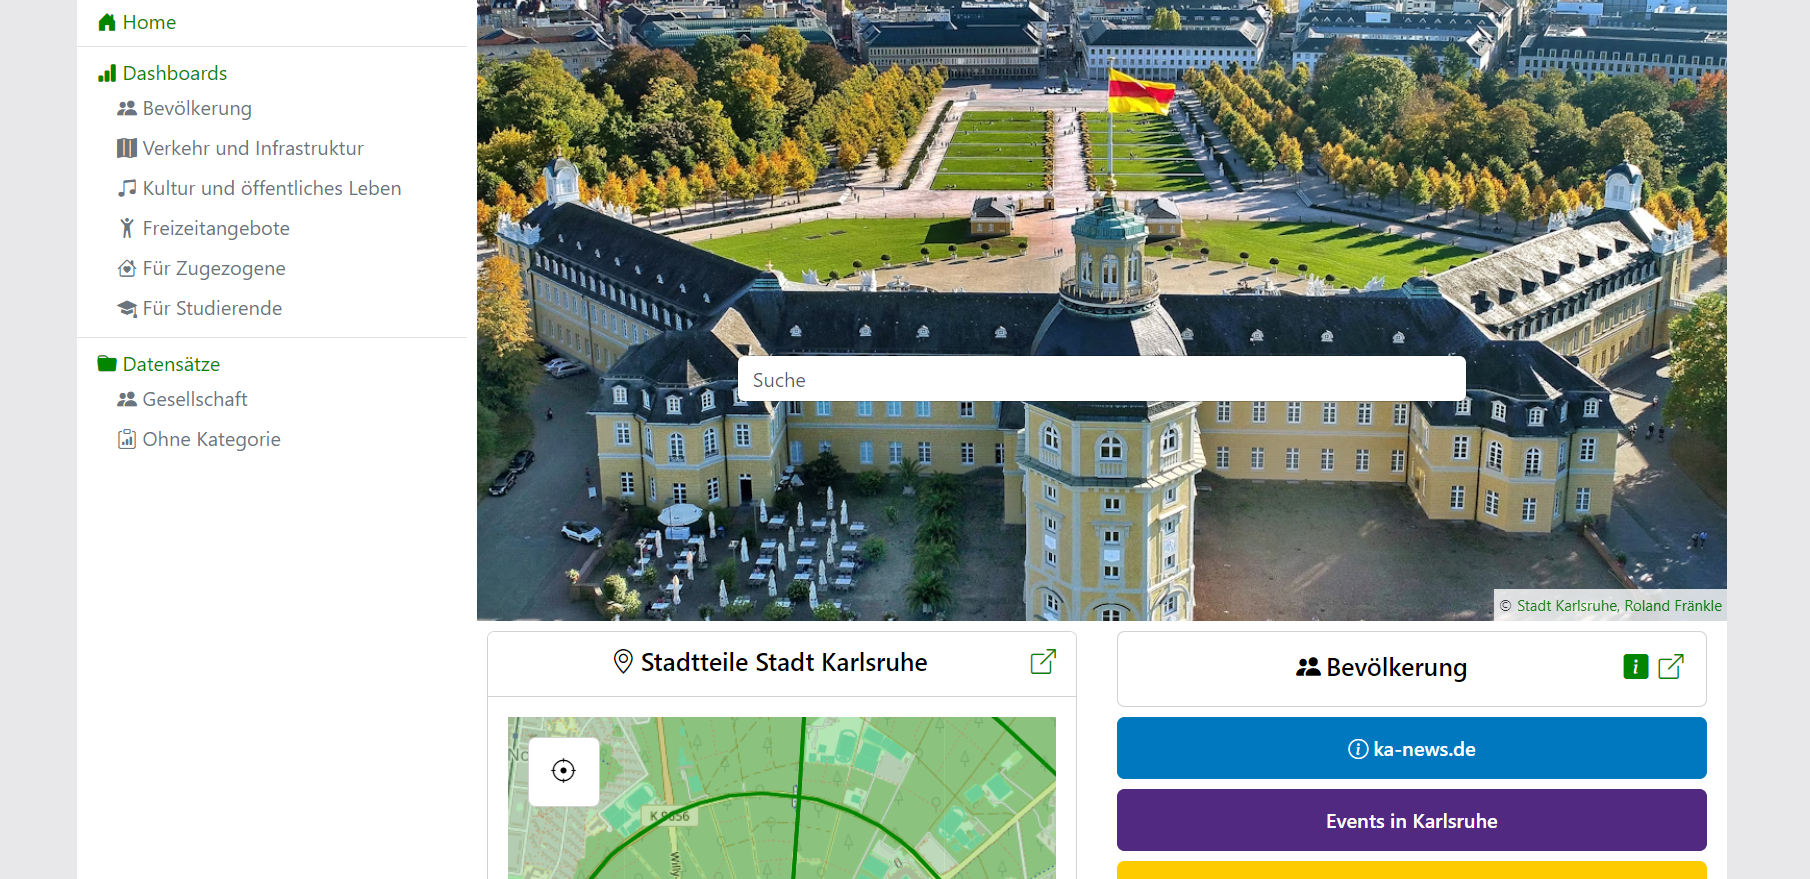 Home
Dashboards
Bevölkerung
Verkehr und Infrastruktur
Kultur und öffentliches Leben
Freizeitangebote
Für Zugezogene
Für Studierende
Datensätze
Gesellschaft
Ohne Kategorie
Suche
© Stadt Karlsruhe, Roland Fränkle
Stadtteile Stadt Karlsruhe
K 9656
Willy
Bevölkerung
ka-news.de
Events in Karlsruhe